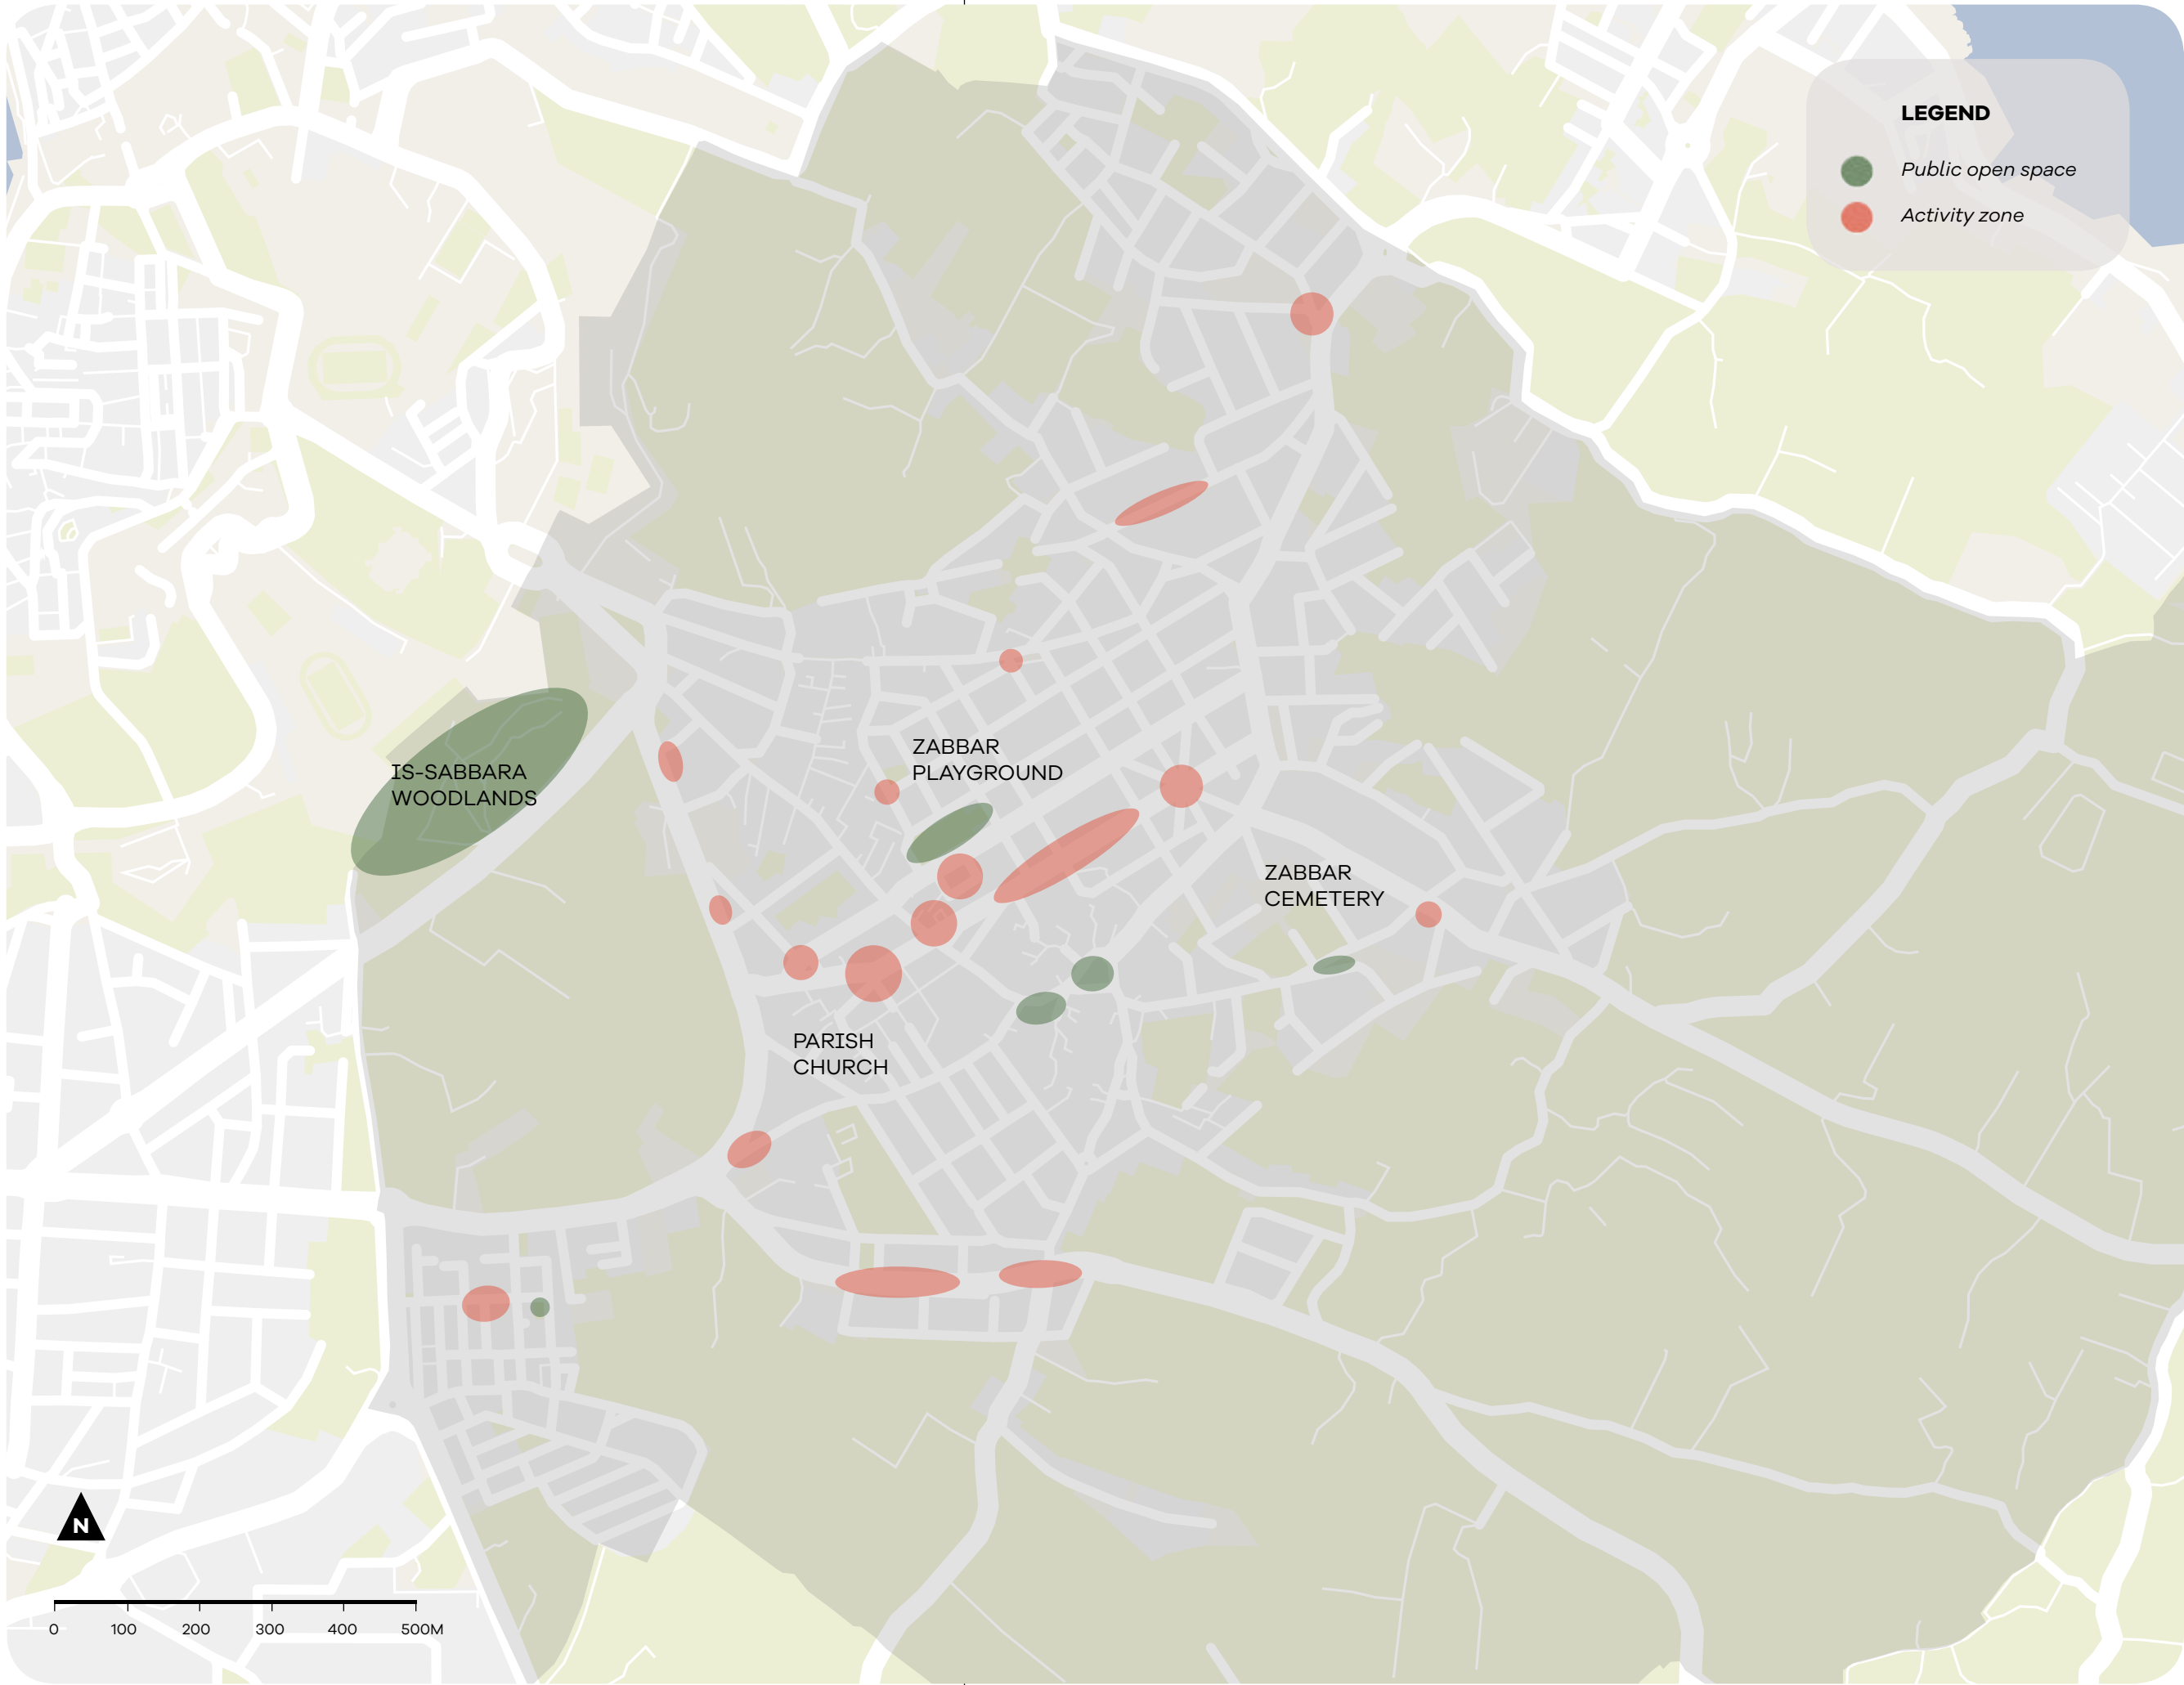 LEGEND
Public open space
Activity zone
ZABBAR
PLAYGROUND
IS-SABBARA
WOODLANDS
ZABBAR
CEMETERY
PARISH
CHURCH
N
0 100 200 300 400 500M